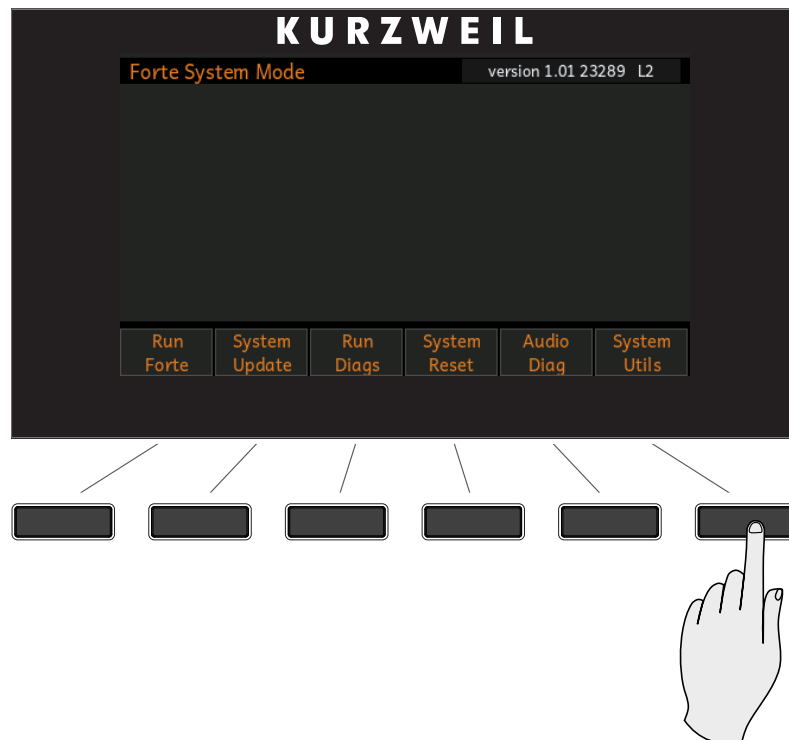 KURZWEIL
Forte System Mode
version 1.01 23289 L2
Run Forte
System Update
Run Diags
System Reset
Audio Diag
System Utils